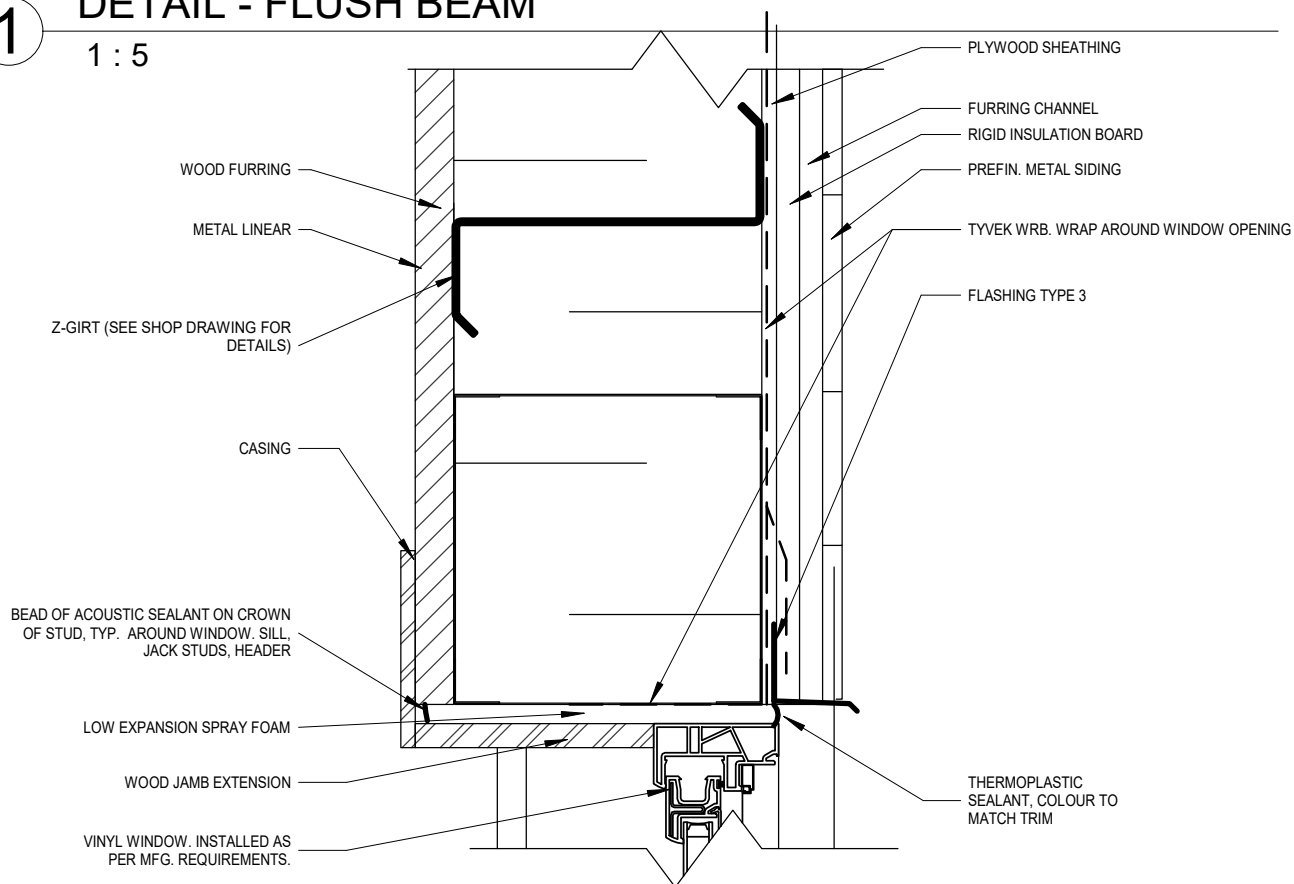 1
DETAIL - FLUSH BEAM
1 : 5
WOOD FURRING
METAL LINEAR
Z-GIRT (SEE SHOP DRAWING FOR
DETAILS)
CASING
BEAD OF ACOUSTIC SEALANT ON CROWN
OF STUD, TYP. AROUND WINDOW. SILL,
JACK STUDS, HEADER
LOW EXPANSION SPRAY FOAM
WOOD JAMB EXTENSION
VINYL WINDOW. INSTALLED AS
PER MFG. REQUIREMENTS.
PLYWOOD SHEATHING
FURRING CHANNEL
RIGID INSULATION BOARD
PREFIN. METAL SIDING
TYVEK WRB. WRAP AROUND WINDOW OPENING
FLASHING TYPE 3
THERMOPLASTIC
SEALANT, COLOUR TO
MATCH TRIM